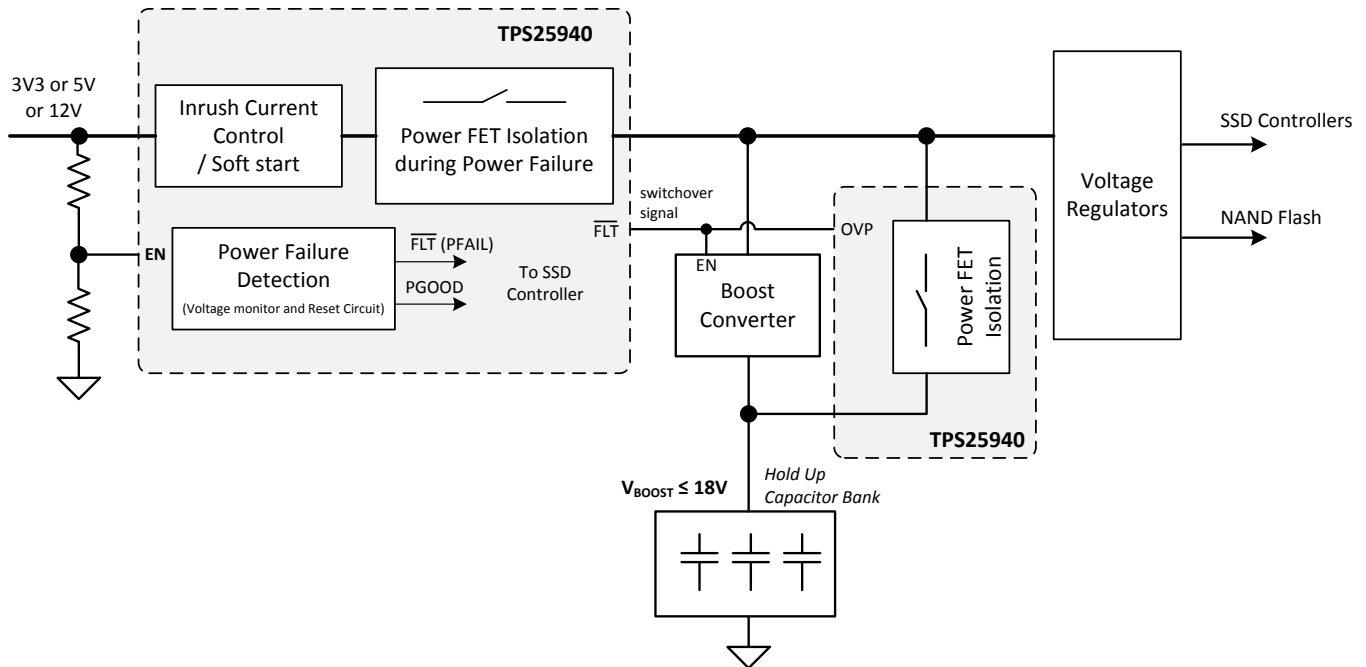 TPS25940
3V3 or 5V
or 12V
Inrush Current
Control
/ Soft start
Power FET Isolation
during Power Failure
SSD Controllers
Voltage
Regulators
NAND Flash
switchover
signal
FLT
OVP
EN
Power Failure
Detection
(Voltage monitor and Reset Circuit)
FLT (PFAIL)
PGOOD
To SSD
Controller
EN
Boost
Converter
Power FET
Isolation
TPS25940
VBOOST ≤ 18V
Hold Up
Capacitor Bank